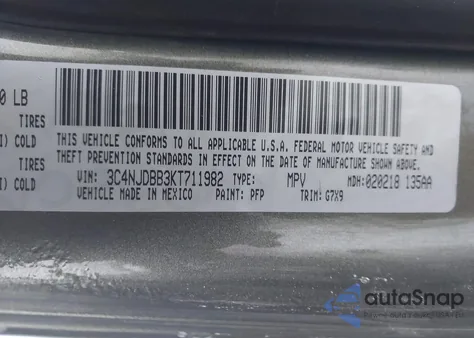 0 LB
TIRES
I) COLD
TIRES
I) COLD
THIS VEHICLE CONFORMS TO ALL APPLICABLE U.S.A. FEDERAL MOTOR VEHICLE SAFETY AND
THEFT PREVENTION STANDARDS IN EFFECT ON THE DATE OF MANUFACTURE SHOWN ABOVE.
VIN: 3C4NJDBB3KT711982 TYPE: MPV MDH: 020218 135AA
VEHICLE MADE IN MEXICO PAINT: PFP TRIM: G7X9
autoSnap